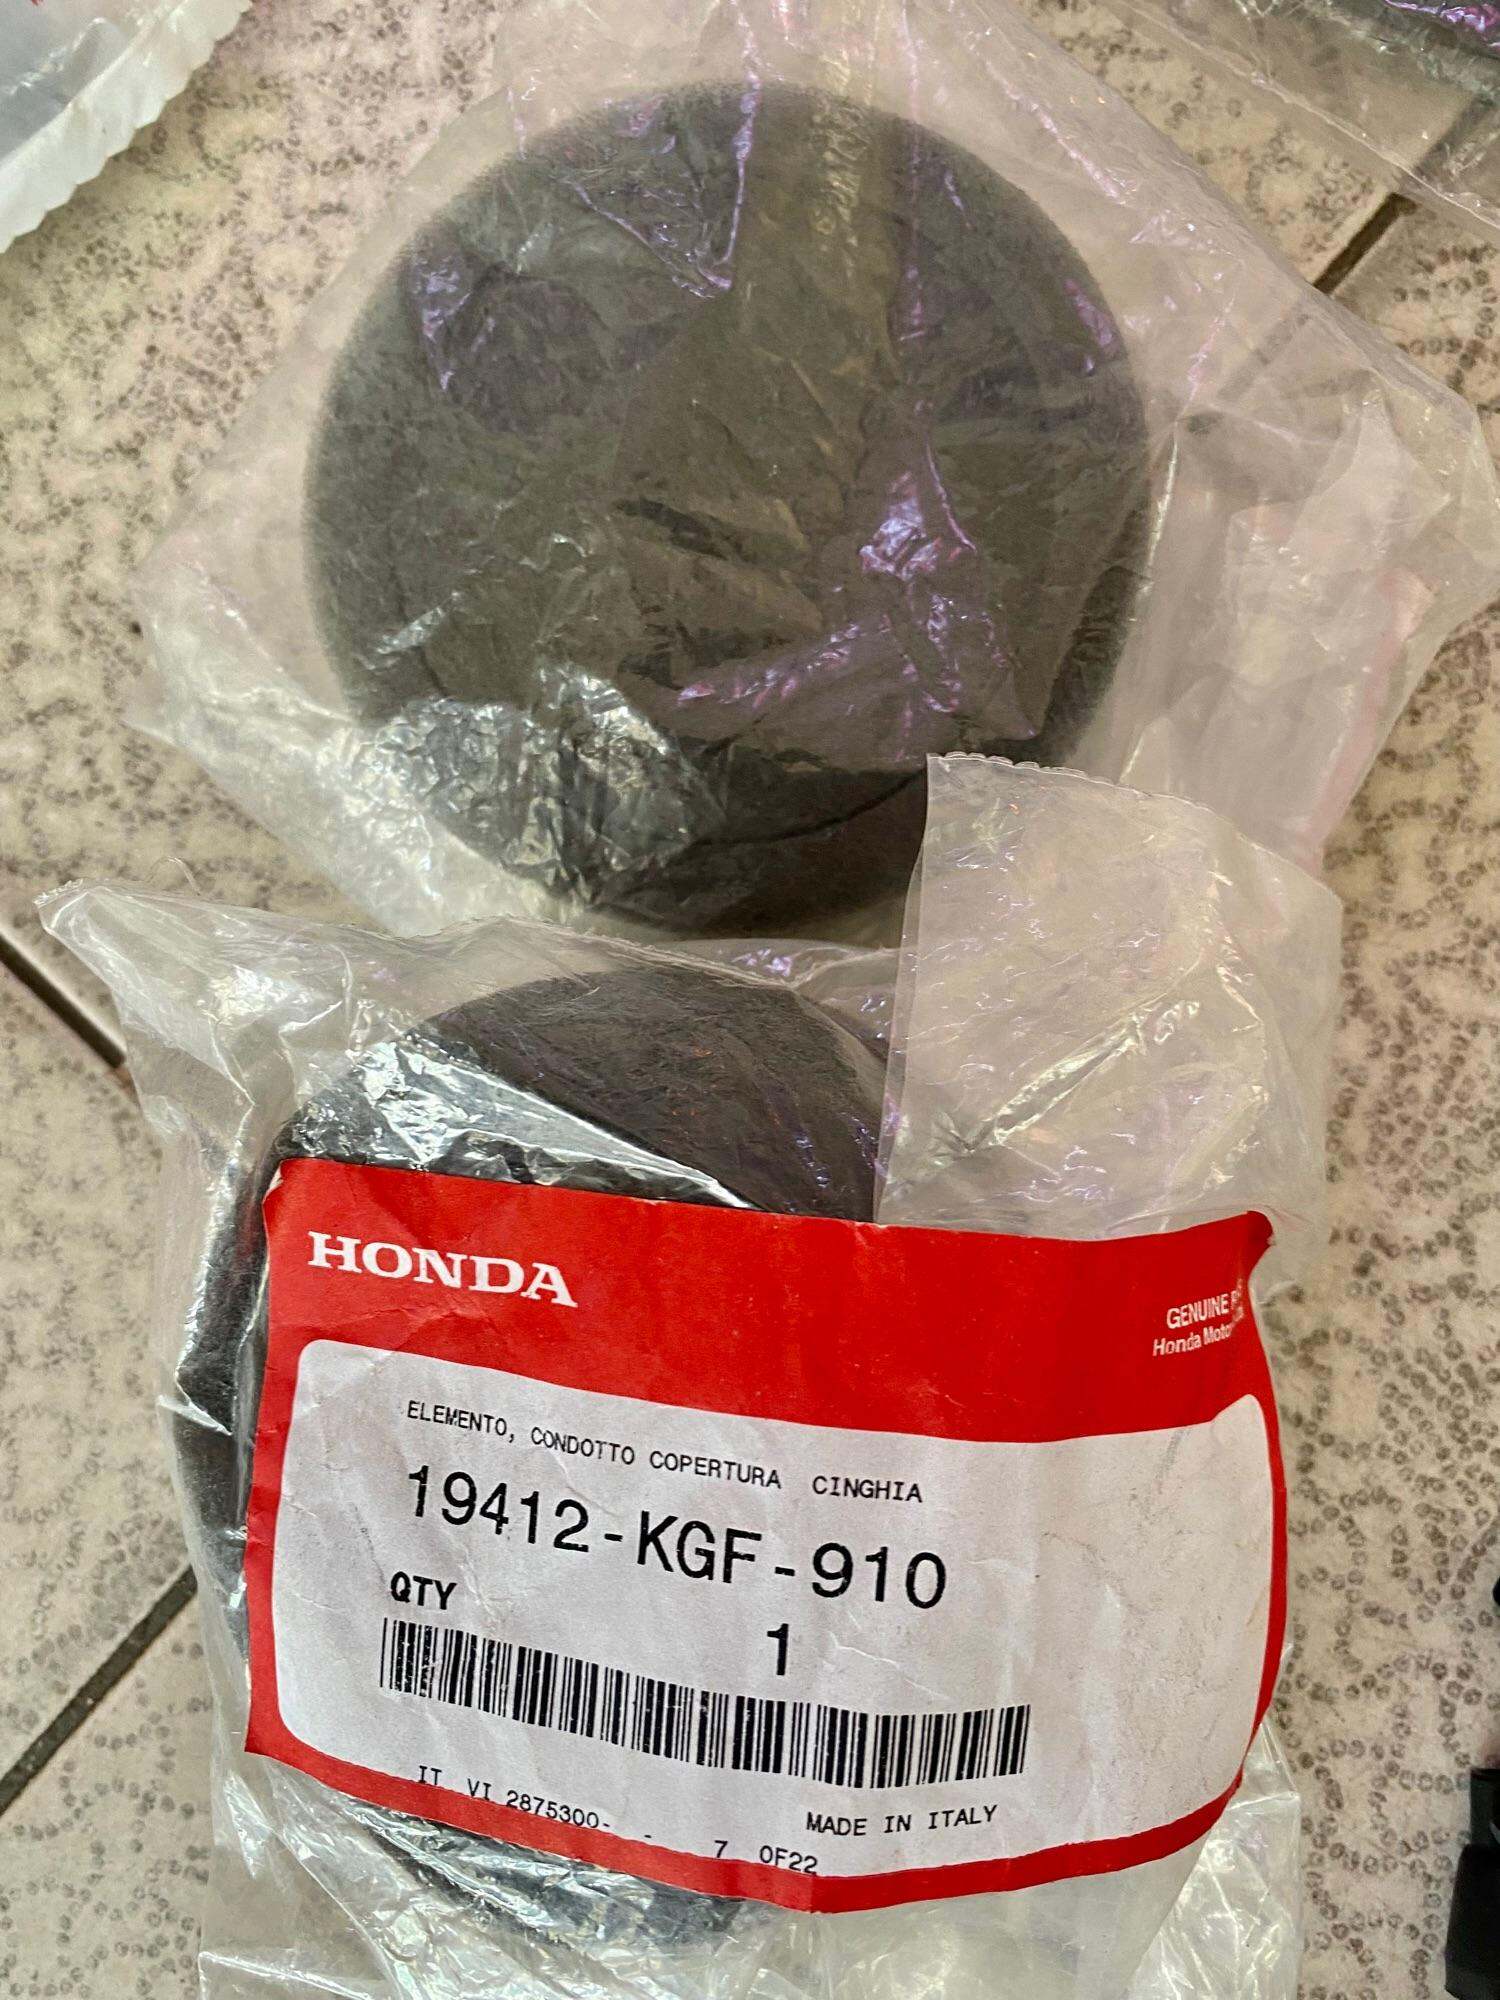 HONDA
GENUINE
Honda Motor
ELEMENTO, CONDOTTO COPERTURA CINGHIA
19412-KGF-910
QTY
1
IT VI 2875300- - 7 OF22
MADE IN ITALY